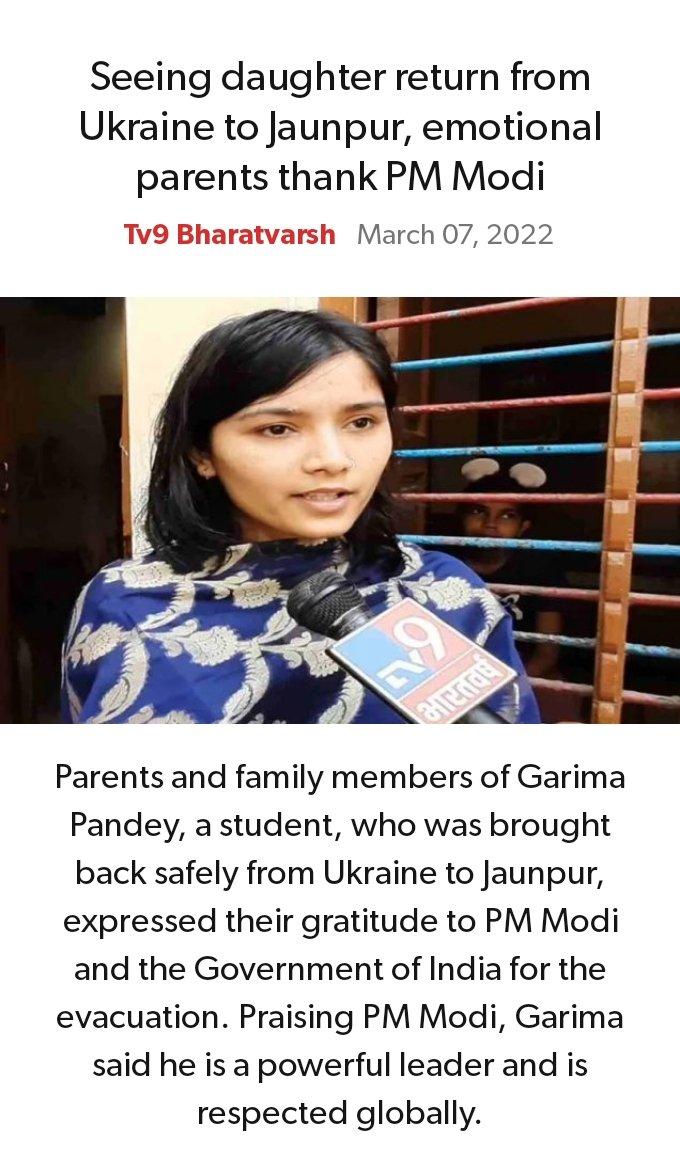 Seeing daughter return from
Ukraine to Jaunpur, emotional
parents thank PM Modi
Tv9 Bharatvarsh March 07, 2022
TV9
भारतवर्ष
Parents and family members of Garima
Pandey, a student, who was brought
back safely from Ukraine to Jaunpur,
expressed their gratitude to PM Modi
and the Government of India for the
evacuation. Praising PM Modi, Garima
said he is a powerful leader and is
respected globally.